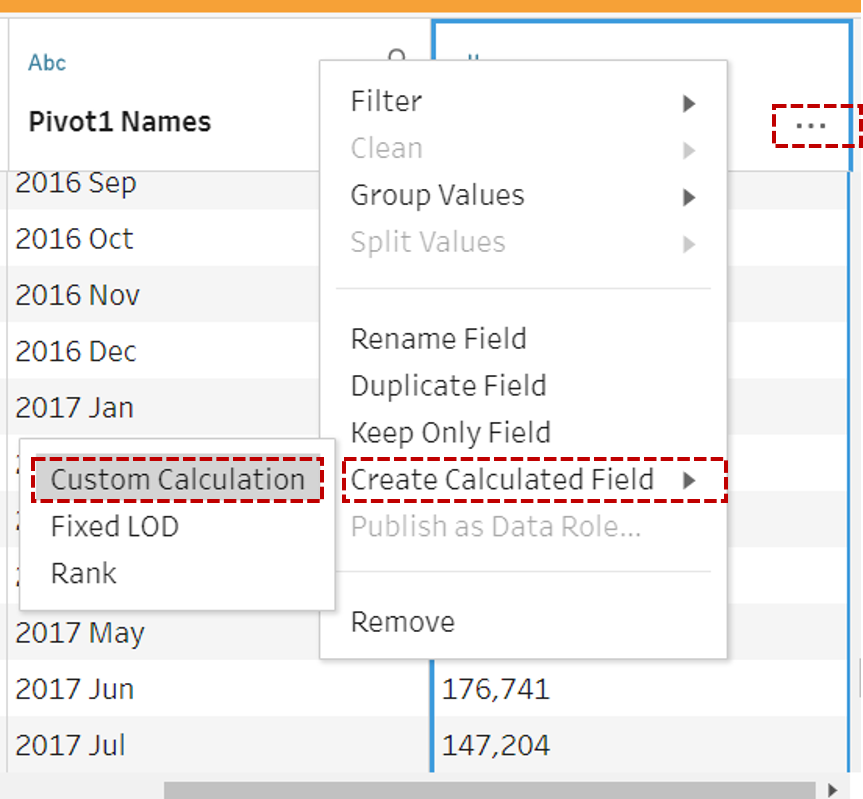 Abc
Pivot1 Names
...
2016 Sep
2016 Oct
2016 Nov
2016 Dec
2017 Jan
2017 May
2017 Jun
176,741
2017 Jul
147,204
Filter
Clean
Group Values
Split Values
Rename Field
Duplicate Field
Keep Only Field
Create Calculated Field
Publish as Data Role...
Remove
Custom Calculation
Fixed LOD
Rank